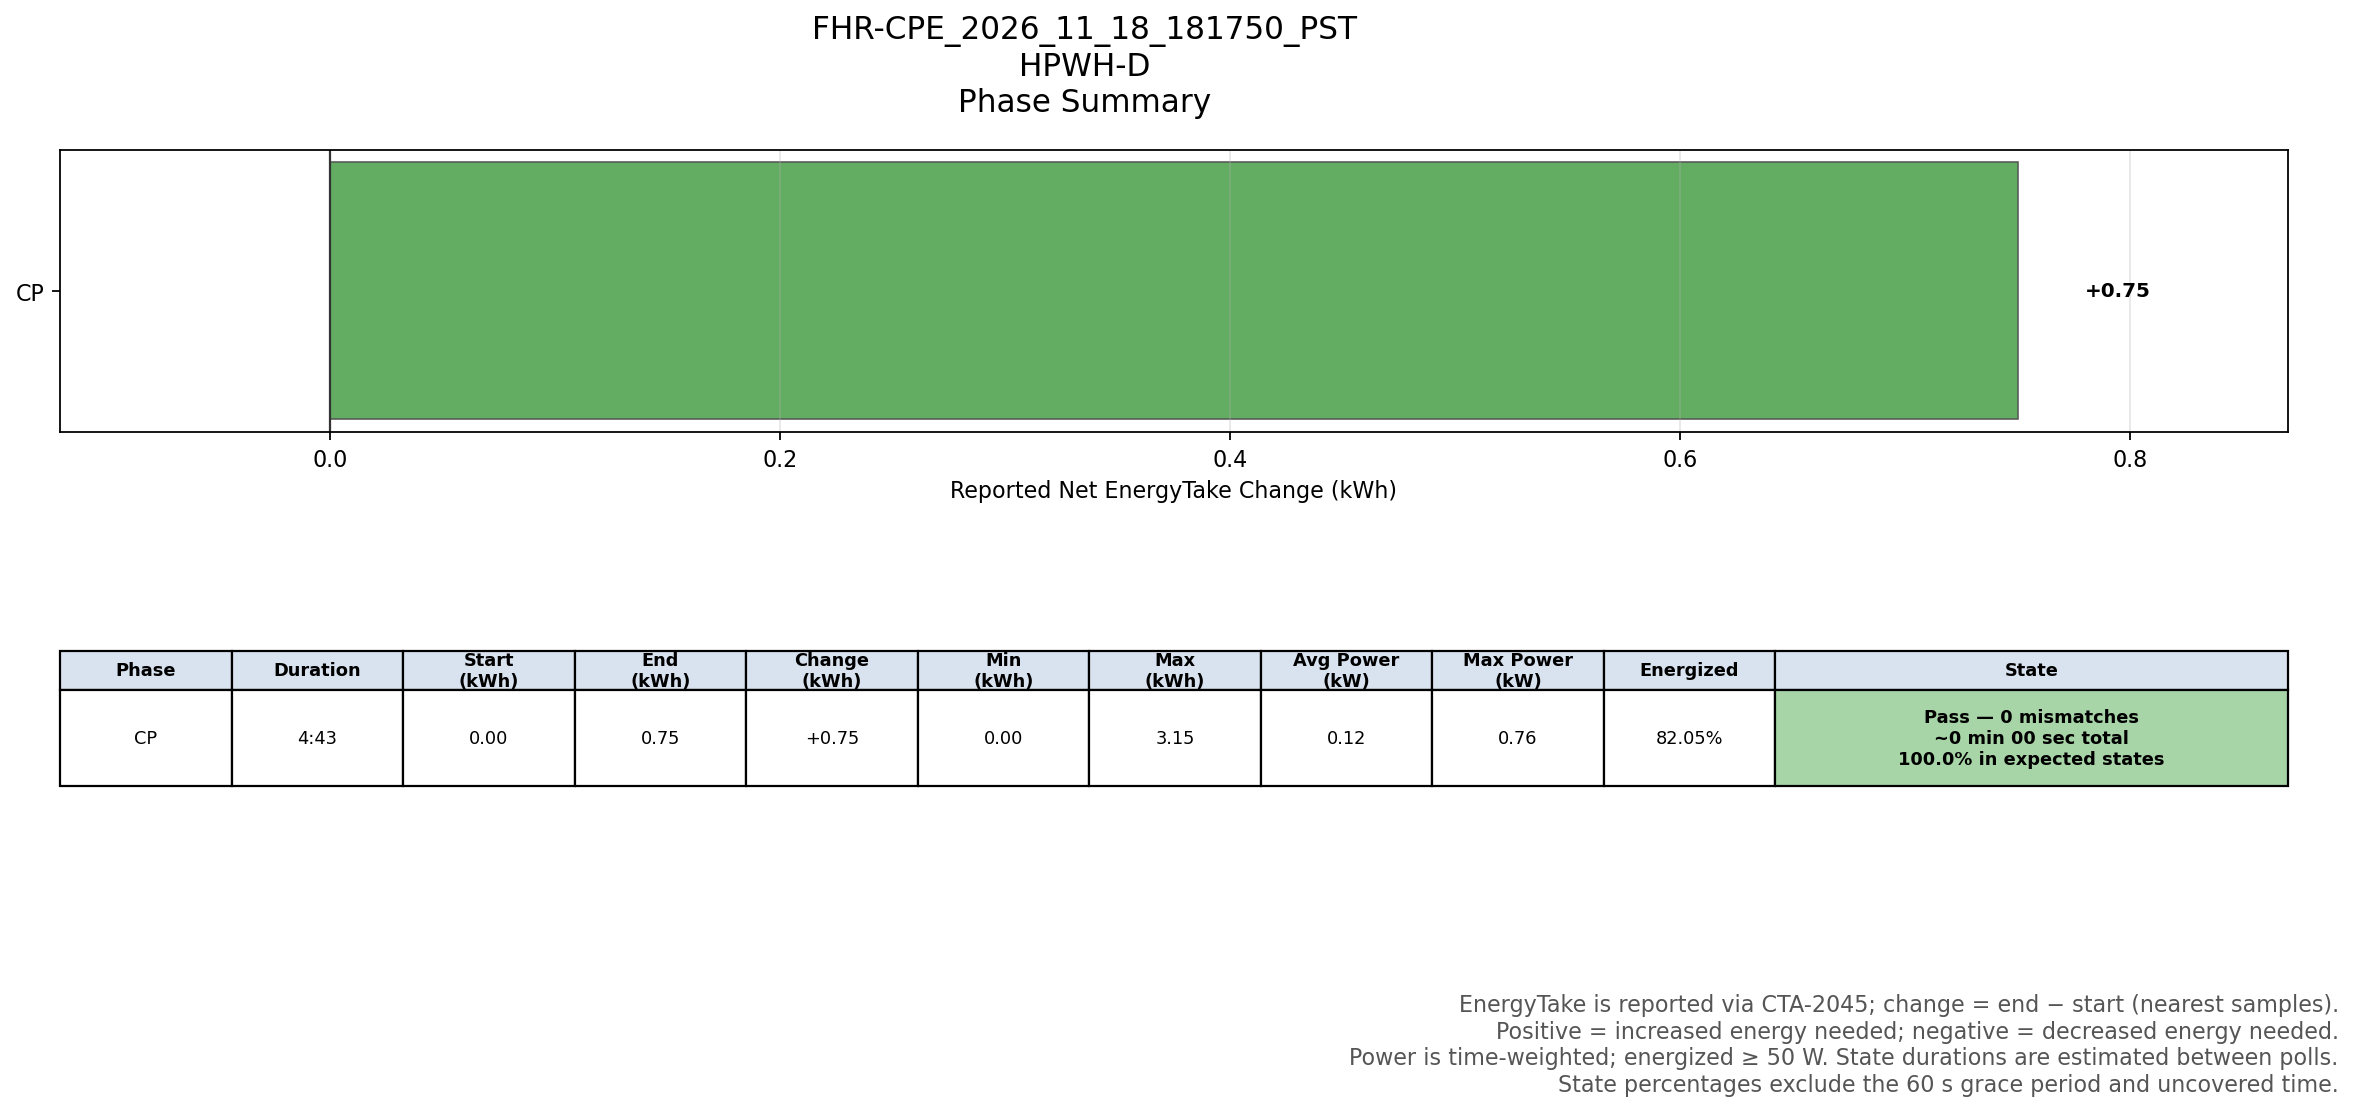 FHR-CPE_2026_11_18_181750_PST
HPWH-D
Phase Summary
CP
+0.75
0.0 0.2 0.4 0.6 0.8
Reported Net EnergyTake Change (kWh)
Phase Duration Start (kWh) End (kWh) Change (kWh) Min (kWh) Max (kWh) Avg Power (kW) Max Power (kW) Energized State
CP 4:43 0.00 0.75 +0.75 0.00 3.15 0.12 0.76 82.05% Pass — 0 mismatches
~0 min 00 sec total
100.0% in expected states
EnergyTake is reported via CTA-2045; change = end − start (nearest samples).
Positive = increased energy needed; negative = decreased energy needed.
Power is time-weighted; energized ≥ 50 W. State durations are estimated between polls.
State percentages exclude the 60 s grace period and uncovered time.